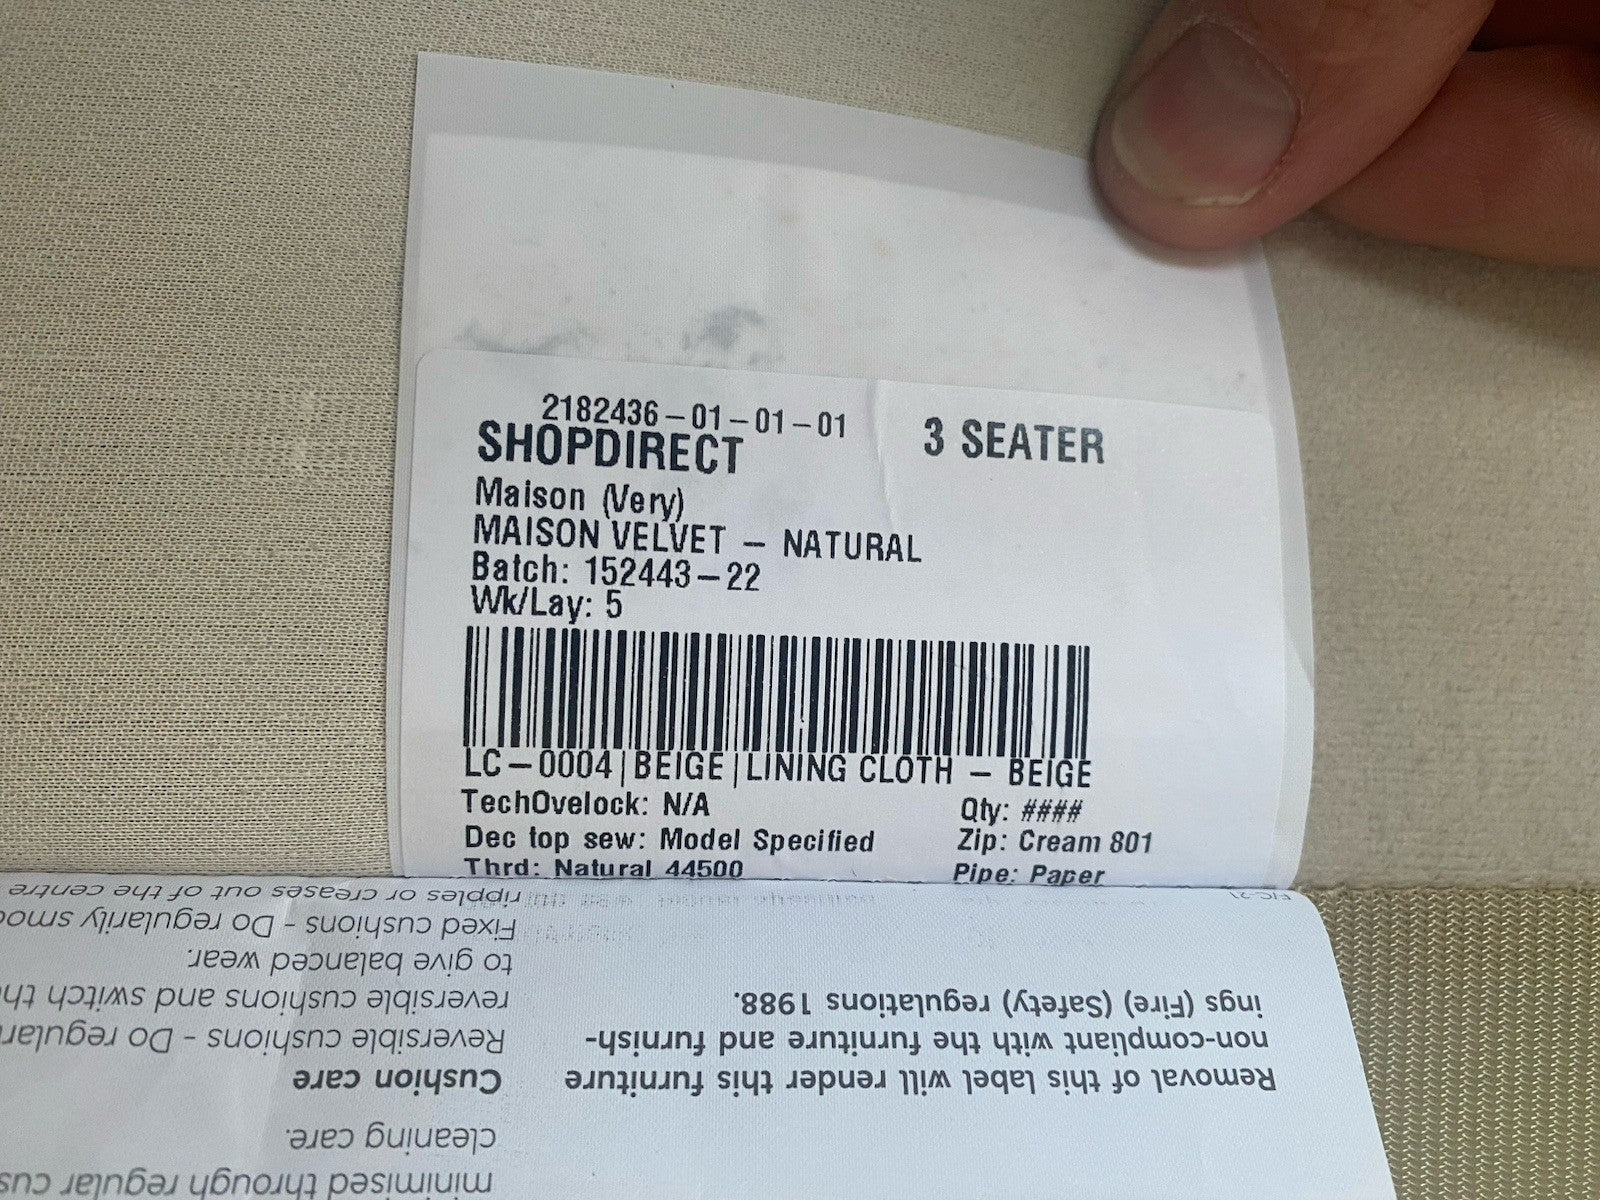 2182436-01-01-01
SHOPDIRECT
3 SEATER
Maison (Very)
MAISON VELVET - NATURAL
Batch: 152443-22
Wk/Lay: 5
LC-0004|BEIGE|LINING CLOTH - BEIGE
TechOvelock: N/A
Qty: ####
Dec top sew: Model Specified
Zip: Cream 801
Thrd: Natural 44500
Pipe: Paper
Removal of this label will render this furniture
non-compliant with the furniture and furnish-
ings (Fire) (Safety) regulations 1988.
minimised through regular
cleaning care.
Cushion care
Reversible cushions - Do
reversible cushions and switch
to give balanced wear.
Fixed cushions - Do regularly
ripples or creases out of the centre